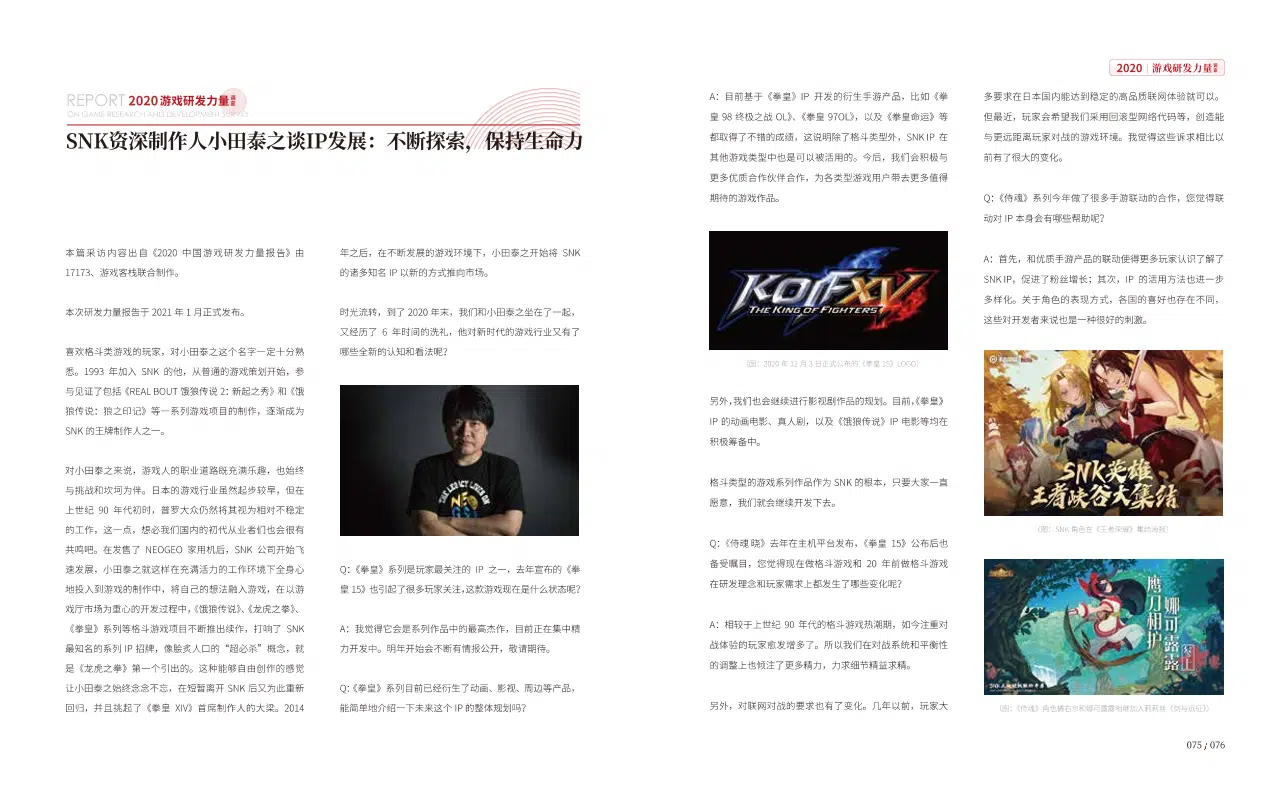 REPORT 2020 游戏研发力量
ON GAME RESEARCH AND DEVELOPMENT SURVEY
SNK资深制作人小田泰之谈IP发展：不断探索，保持生命力
本篇采访内容出自《2020 中国游戏研发力量报告》由
17173、游戏客栈联合制作。
本次研发力量报告于 2021 年 1 月正式发布。
喜欢格斗类游戏的玩家，对小田泰之这个名字一定十分熟
悉。1993 年加入 SNK 的他，从普通的游戏策划开始，参
与见证了包括《REAL BOUT 饿狼传说 2：新起之秀》和《饿
狼传说：狼之印记》等一系列游戏项目的制作，逐渐成为
SNK 的王牌制作人之一。
对小田泰之来说，游戏人的职业道路既充满乐趣，也始终
与挑战和坎坷为伴。日本的游戏行业虽然起步较早，但在
上世纪 90 年代初时，普罗大众仍然将其视为相对不稳定
的工作，这一点，想必我们国内的初代从业者们也会很有
共鸣吧。在发售了 NEOGEO 家用机后，SNK 公司开始飞
速发展，小田泰之就这样在充满活力的工作环境下全身心
地投入到游戏的制作中，将自己的想法融入游戏，在以游
戏厅市场为重心的开发过程中，《饿狼传说》、《龙虎之拳》、
《拳皇》系列等格斗游戏项目不断推出续作，打响了 SNK
最知名的系列 IP 招牌，像脍炙人口的“超必杀”概念，就
是《龙虎之拳》第一个引出的。这种能够自由创作的感觉
让小田泰之始终念念不忘，在短暂离开 SNK 后又为此重新
回归，并且挑起了《拳皇 XIV》首席制作人的大梁。2014
年之后，在不断发展的游戏环境下，小田泰之开始将 SNK
的诸多知名 IP 以新的方式推向市场。
时光流转，到了 2020 年末，我们和小田泰之坐在了一起，
又经历了 6 年时间的洗礼，他对新时代的游戏行业又有了
哪些全新的认知和看法呢？
THE LEGACY LIVES ON
NEO
GEO
Q：《拳皇》系列是玩家最关注的 IP 之一，去年宣布的《拳
皇 15》也引起了很多玩家关注，这款游戏现在是什么状态呢？
A：我觉得它会是系列作品中的最高杰作，目前正在集中精
力开发中。明年开始会不断有情报公开，敬请期待。
Q：《拳皇》系列目前已经衍生了动画、影视、周边等产品，
能简单地介绍一下未来这个 IP 的整体规划吗？
2020 游戏研发力量
A：目前基于《拳皇》IP 开发的衍生手游产品，比如《拳
皇 98 终极之战 OL》、《拳皇 97OL》，以及《拳皇命运》等
都取得了不错的成绩，这说明除了格斗类型外，SNK IP 在
其他游戏类型中也是可以被活用的。今后，我们会积极与
更多优质合作伙伴合作，为各类型游戏用户带去更多值得
期待的游戏作品。
KOFXV
THE KING OF FIGHTERS
（图：2020 年 12 月 3 日正式公布的《拳皇 15》LOGO）
另外，我们也会继续进行影视剧作品的规划。目前，《拳皇》
IP 的动画电影、真人剧，以及《饿狼传说》IP 电影等均在
积极筹备中。
格斗类型的游戏系列作品作为 SNK 的根本，只要大家一直
愿意，我们就会继续开发下去。
Q：《侍魂 晓》去年在主机平台发布，《拳皇 15》公布后也
备受瞩目，您觉得现在做格斗游戏和 20 年前做格斗游戏
在研发理念和玩家需求上都发生了哪些变化呢？
A：相较于上世纪 90 年代的格斗游戏热潮期，如今注重对
战体验的玩家愈发增多了。所以我们在对战系统和平衡性
的调整上也倾注了更多精力，力求细节精益求精。
另外，对联网对战的要求也有了变化。几年以前，玩家大
多要求在日本国内能达到稳定的高品质联网体验就可以。
但最近，玩家会希望我们采用回滚型网络代码等，创造能
与更远距离玩家对战的游戏环境。我觉得这些诉求相比以
前有了很大的变化。
Q：《侍魂》系列今年做了很多手游联动的合作，您觉得联
动对 IP 本身会有哪些帮助呢？
A：首先，和优质手游产品的联动使得更多玩家认识了解了
SNK IP，促进了粉丝增长；其次，IP 的活用方法也进一步
多样化。关于角色的表现方式，各国的喜好也存在不同，
这些对开发者来说也是一种很好的刺激。
SNK英雄
王者峡谷大集结
（图：SNK 角色在《王者荣耀》集结海报）
鹰刀相护
娜可露露
（图：《侍魂》角色橘右京和娜可露露相继加入莉莉丝《剑与远征》）
075 / 076